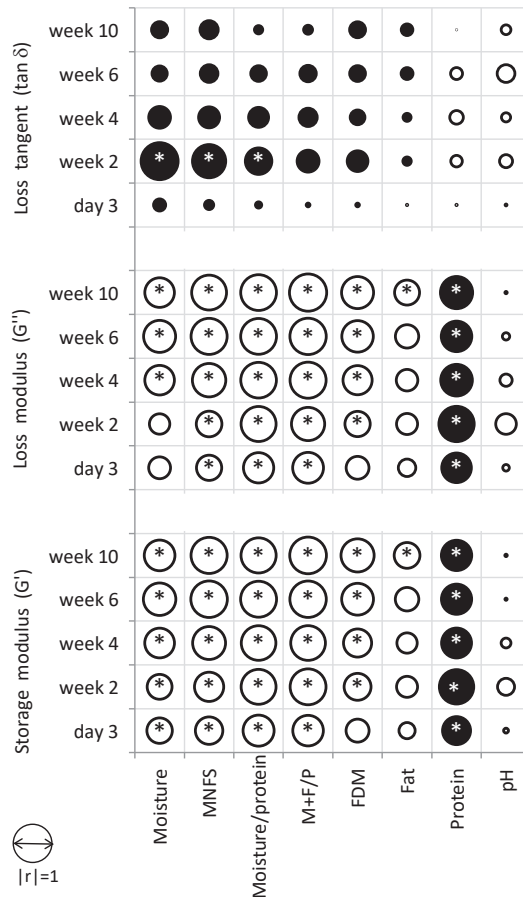 Loss tangent (tan δ)
week 10
week 6
week 4
week 2
* * *
day 3
Loss modulus (G'')
week 10
* * * * * * *
week 6
* * * * * *
week 4
* * * * * *
week 2
* * * * *
day 3
* * * *
Storage modulus (G')
week 10
* * * * * * *
week 6
* * * * * *
week 4
* * * * * *
week 2
* * * * * *
day 3
* * * * *
Moisture
MNFS
Moisture/protein
M+F/P
FDM
Fat
Protein
pH
|r|=1